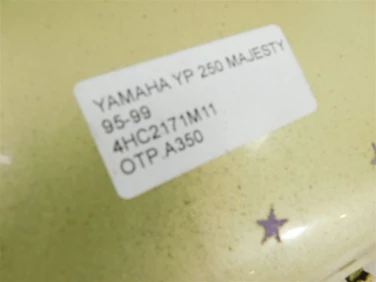 YAMAHA YP 250 MAJESTY
95-99
4HC2171M11
OTP A350